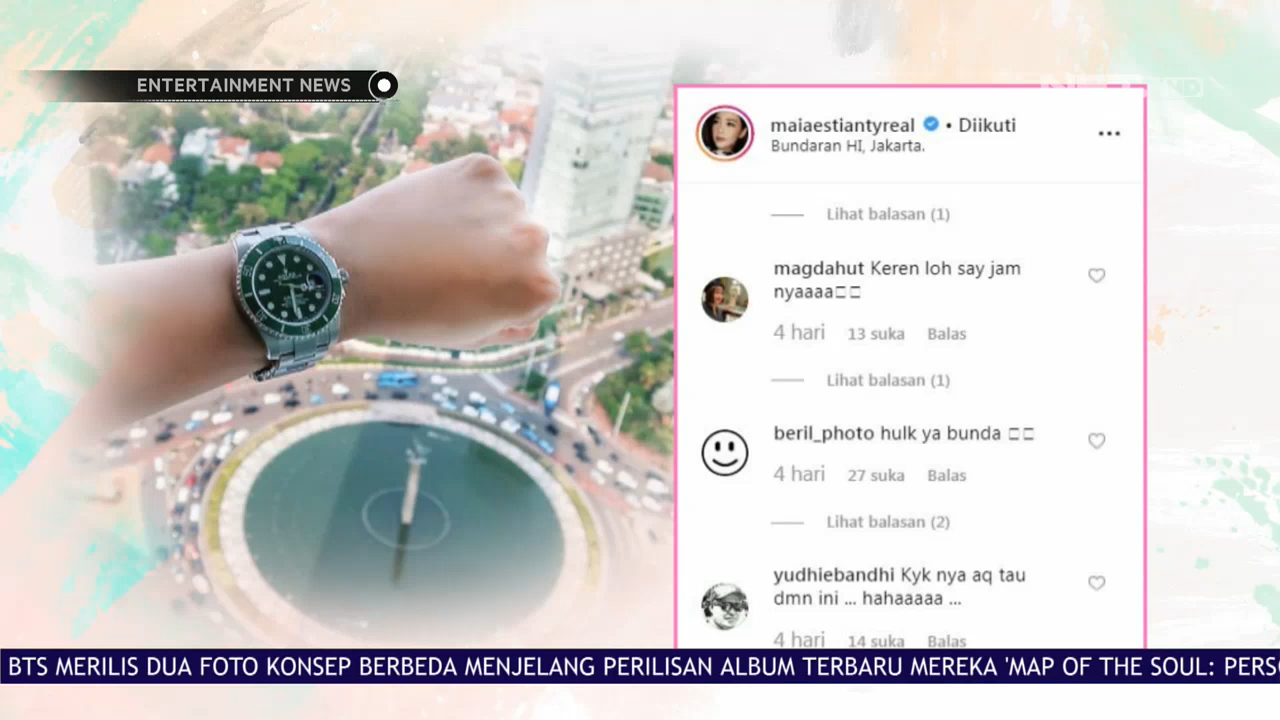 ENTERTAINMENT NEWS
maiaestiantyreal • Diikuti
Bundaran HI, Jakarta.
Lihat balasan (1)
magdahut Keren loh say jam
nyaaaa□□
4 hari 13 suka Balas
Lihat balasan (1)
beril_photo hulk ya bunda □□
4 hari 27 suka Balas
Lihat balasan (2)
yudhiebandhi Kyk nya aq tau
dmn ini ... hahaaaaa ...
4 hari 14 suka Balas
BTS MERILIS DUA FOTO KONSEP BERBEDA MENJELANG PERILISAN ALBUM TERBARU MEREKA 'MAP OF THE SOUL: PERS